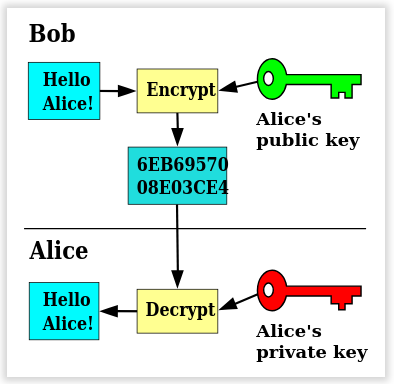 Bob
Hello
Alice!
Encrypt
Alice's
public key
6EB69570
08E03CE4
Alice
Hello
Alice!
Decrypt
Alice's
private key